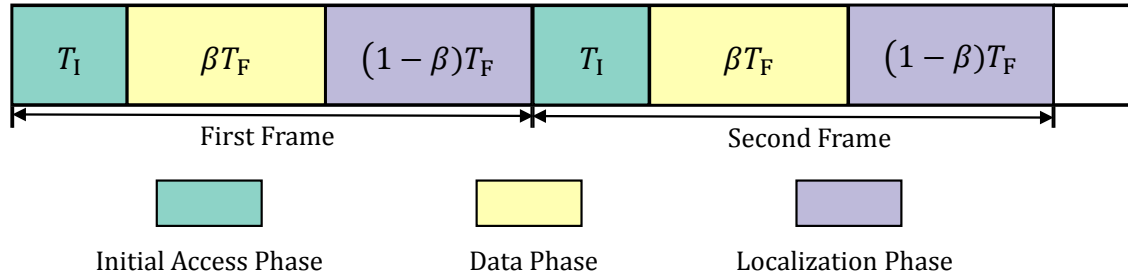 T_I βT_F (1 − β)T_F T_I βT_F (1 − β)T_F
First Frame Second Frame
Initial Access Phase Data Phase Localization Phase